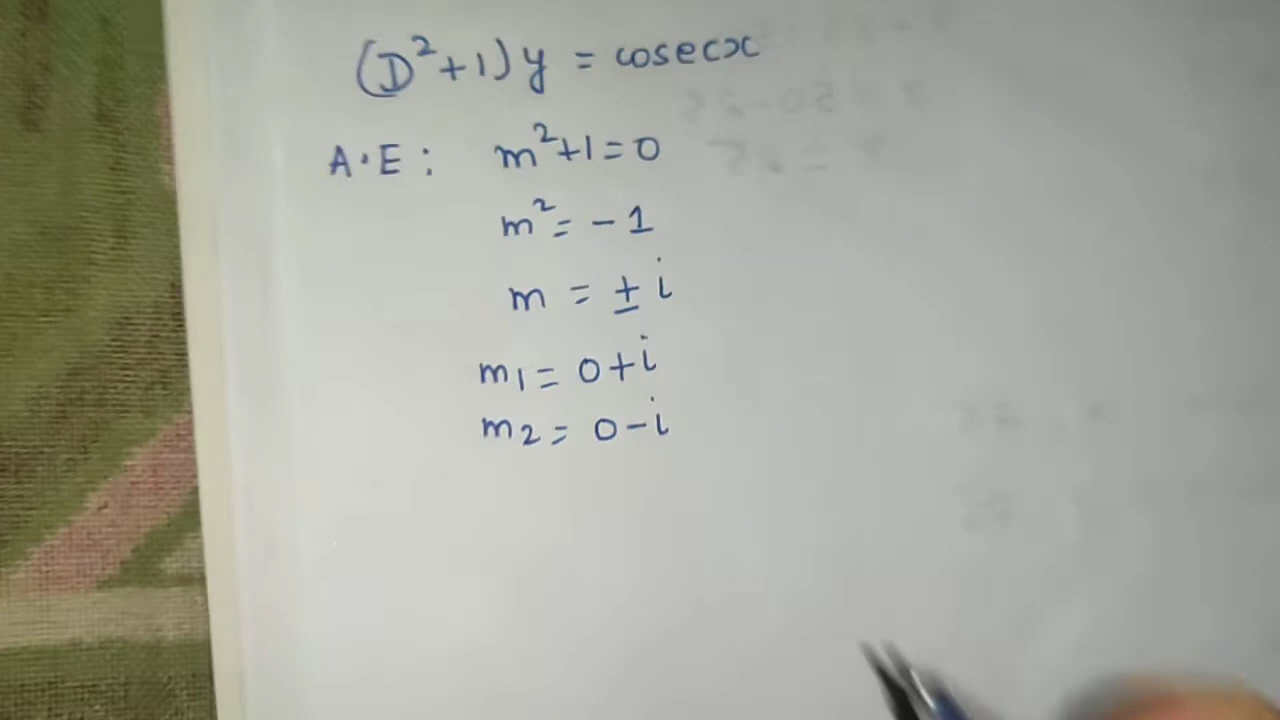 (D²+1)y = cosecx
A.E: m²+1=0
m² = -1
m = ± i
m₁ = 0+i
m₂ = 0-i